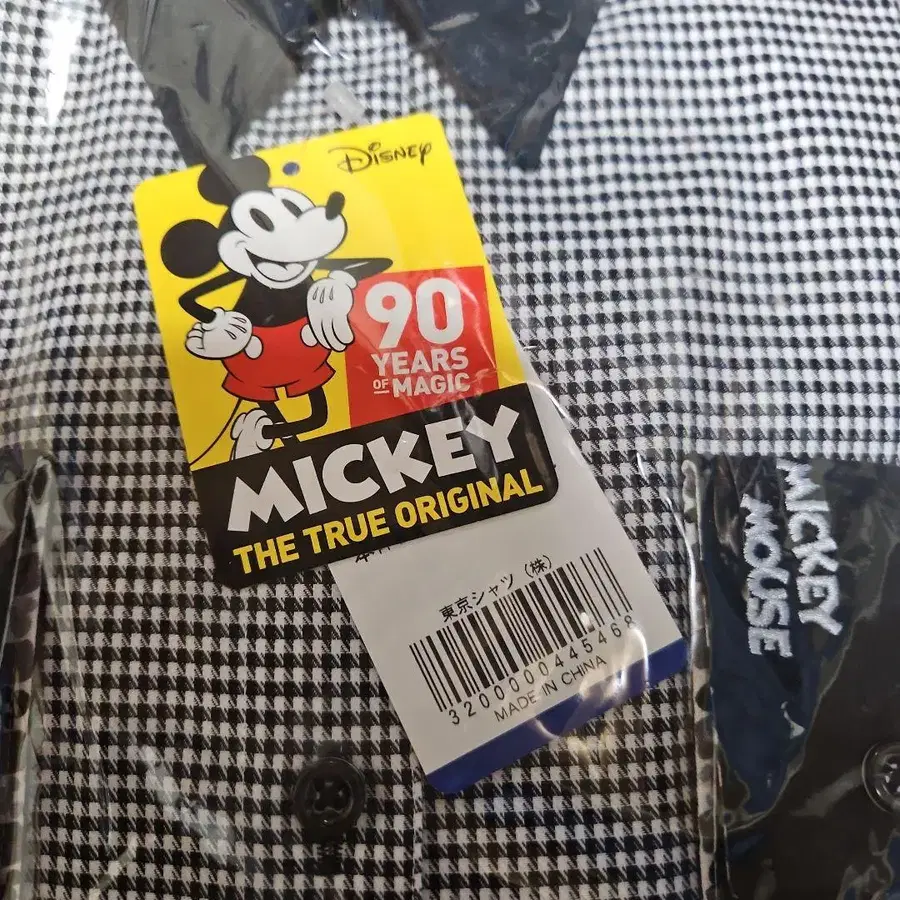 Disney
90
YEARS
OF MAGIC
MICKEY
THE TRUE ORIGINAL
東京シャツ（株）
3200000445468
MADE IN CHINA
MICKEY
MOUSE